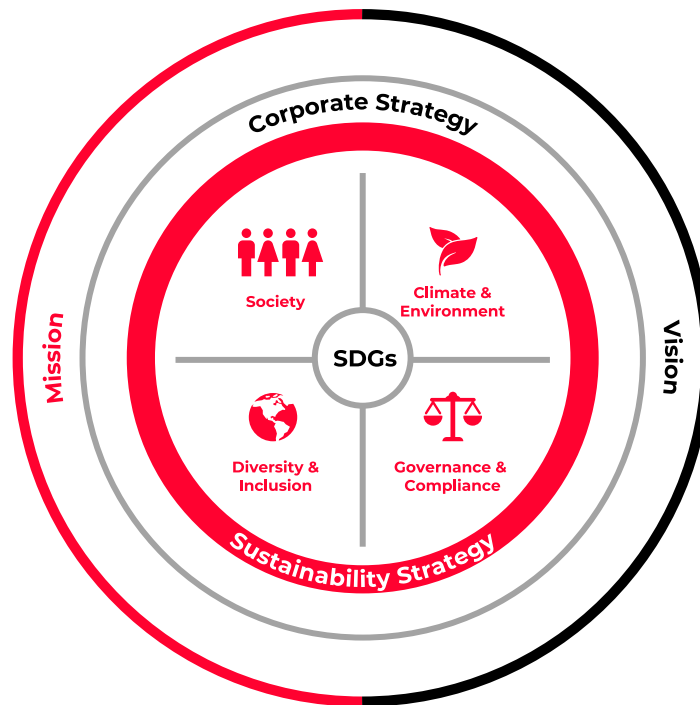 Corporate Strategy
Society
Climate &
Environment
Mission
SDGs
Vision
Diversity &
Inclusion
Governance &
Compliance
Sustainability Strategy